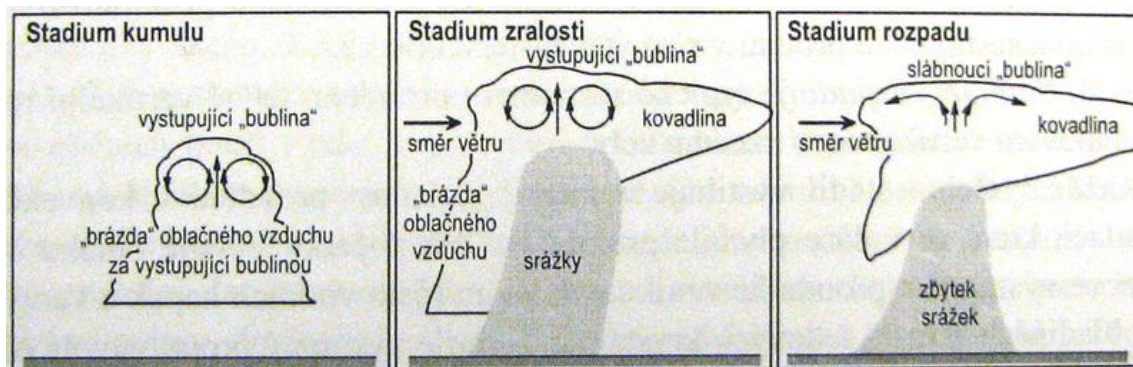 Stadium kumulu
vystupující „bublina“
„brázda“ oblačného vzduchu
za vystupující bublinou
Stadium zralosti
vystupující „bublina“
směr větru
kovadlina
„brázda“
oblačného
vzduchu
srážky
Stadium rozpadu
slábnoucí „bublina“
směr větru
kovadlina
zbytek
srážek